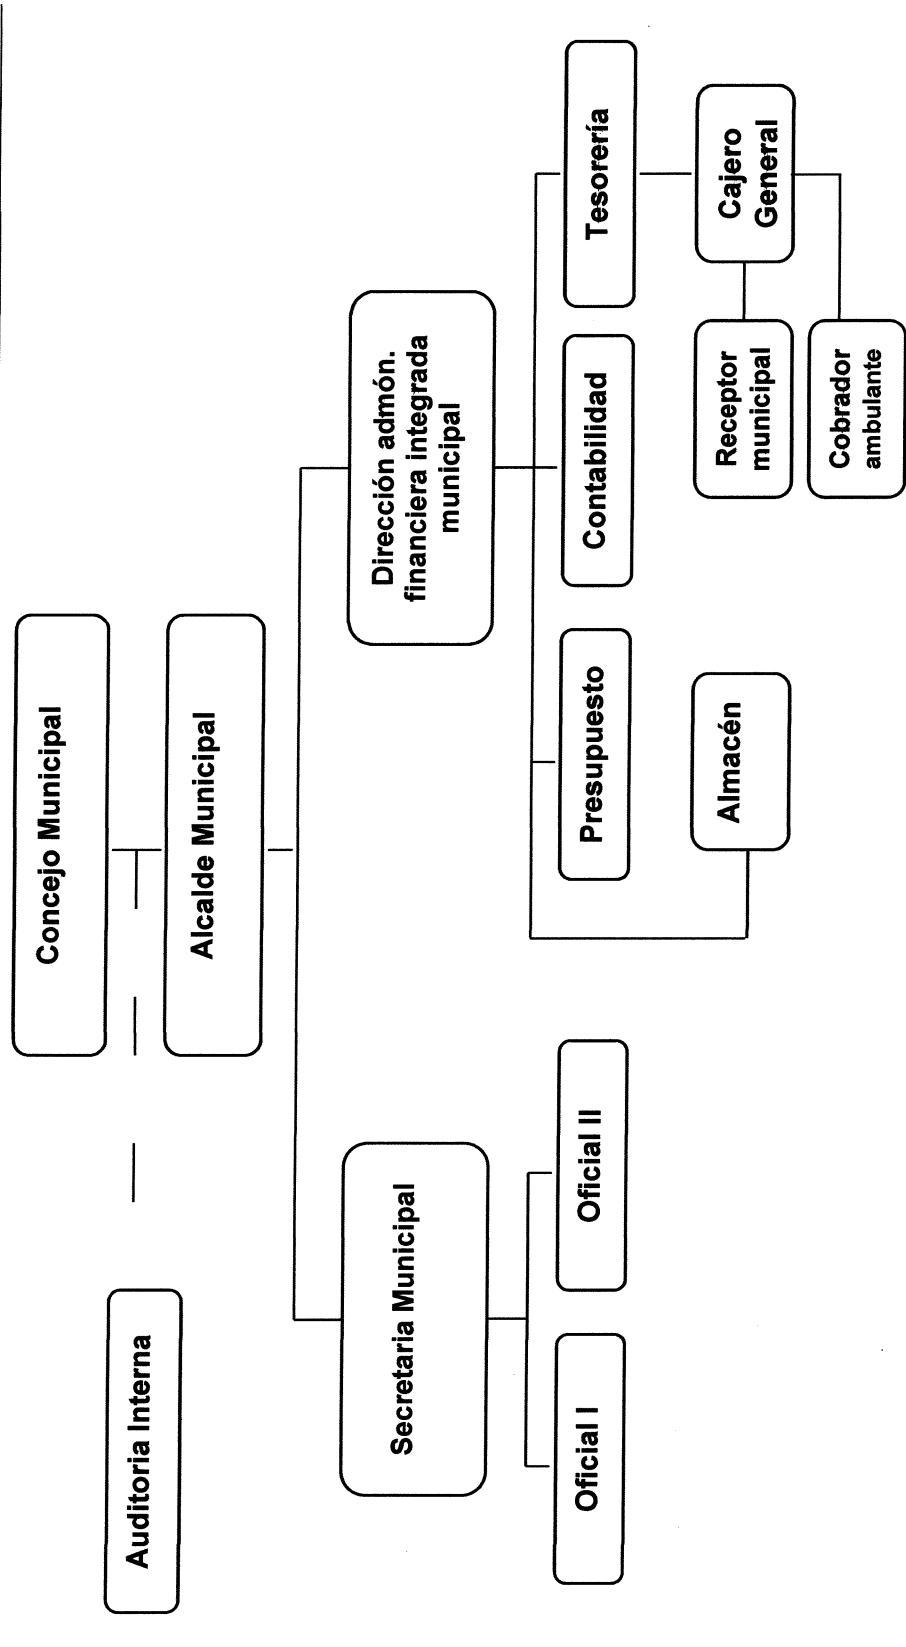 Concejo Municipal
Auditoria Interna
Alcalde Municipal
Secretaria Municipal
Dirección admón.
financiera integrada
municipal
Oficial I
Oficial II
Presupuesto
Contabilidad
Tesorería
Almacén
Cajero
General
Receptor
municipal
Cobrador
ambulante